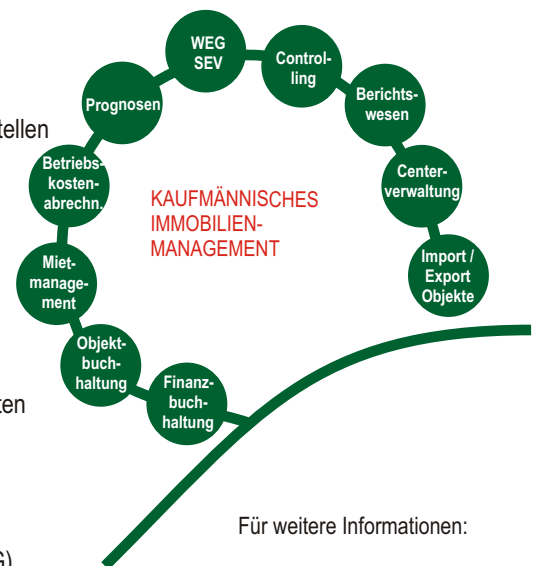 WEG
SEV
Control-
ling
Prognosen
Berichts-
wesen
tellen
Betriebs-
kosten-
abrechn.
Center-
verwaltung
KAUFMÄNNISCHES
IMMOBILIEN-
MANAGEMENT
Miet-
manage-
ment
Import /
Export
Objekte
Objekt-
buch-
haltung
Finanz-
buch-
haltung
ten
Für weitere Informationen:
G)